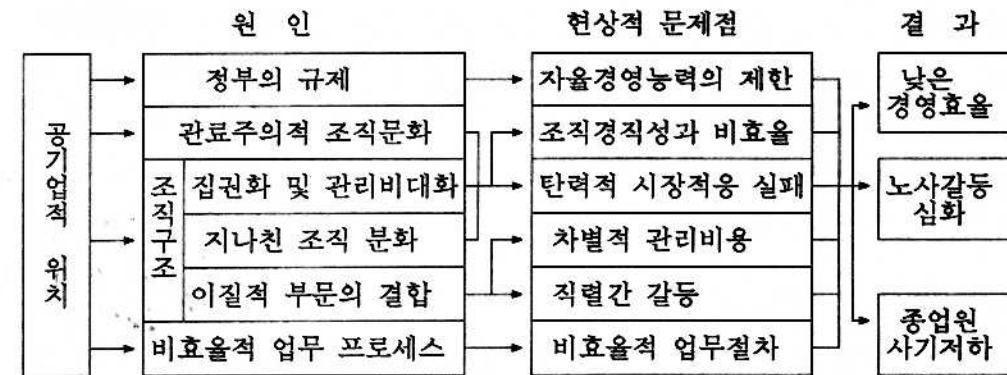 원 인
현상적 문제점
결 과
공기업적 위치
정부의 규제
관료주의적 조직문화
조직구조
집권화 및 관리비대화
지나친 조직 분화
이질적 부문의 결합
비효율적 업무 프로세스
자율경영능력의 제한
조직경직성과 비효율
탄력적 시장적응 실패
차별적 관리비용
직렬간 갈등
비효율적 업무절차
낮은
경영효율
노사갈등
심화
종업원
사기저하